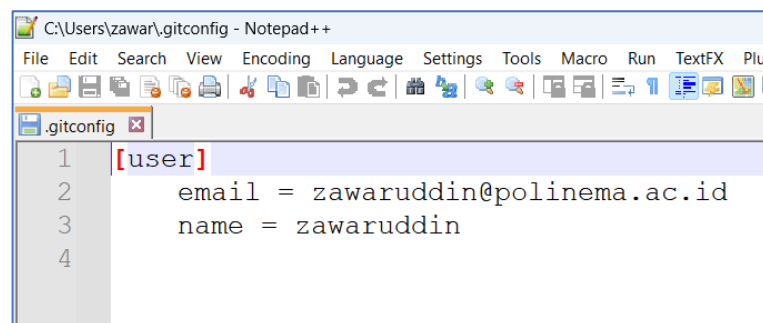 C:\Users\zawar\.gitconfig - Notepad++
File Edit Search View Encoding Language Settings Tools Macro Run TextFX
.gitconfig
1 [user]
2 email = zawaruddin@polinema.ac.id
3 name = zawaruddin
4